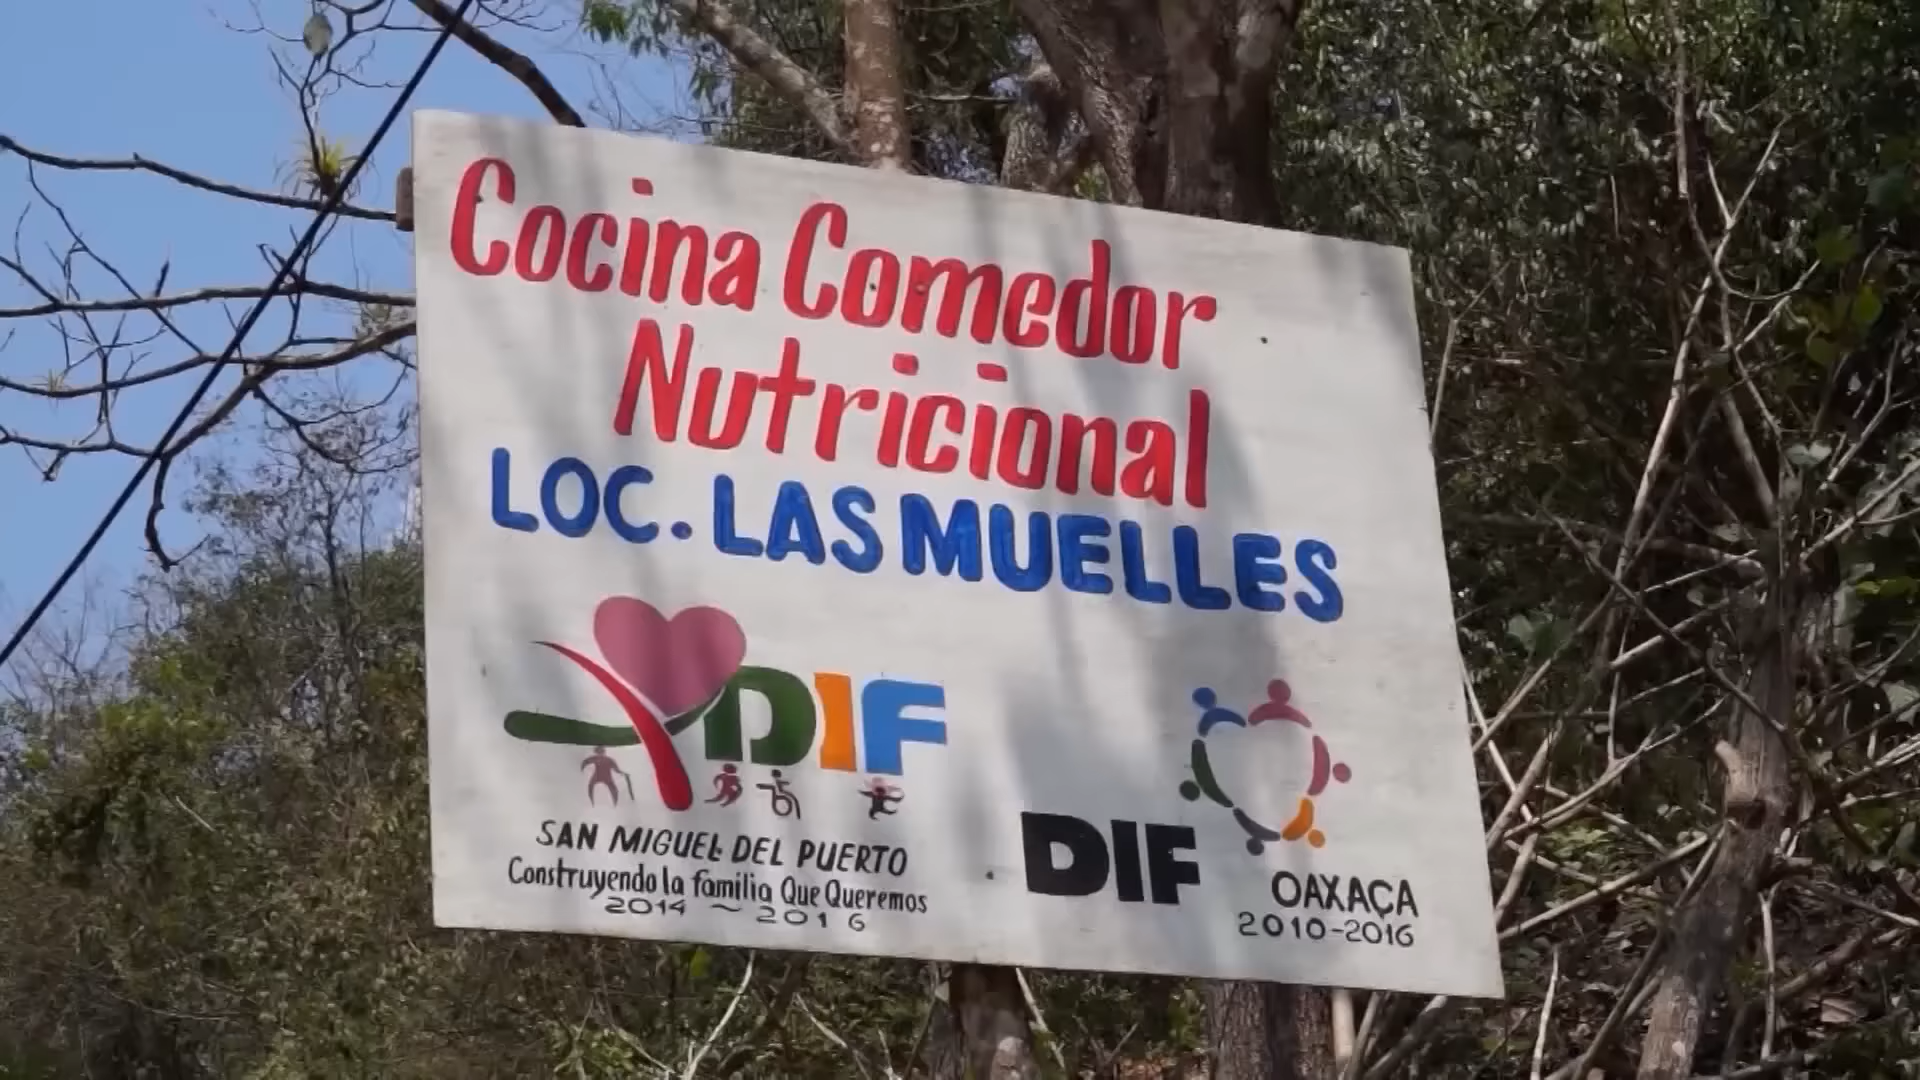 Cocina Comedor
Nutricional
LOC. LAS MUELLES
DIF
SAN MIGUEL DEL PUERTO
Construyendo la familia Que Queremos
2014 ~ 2016
DIF
OAXACA
2010-2016